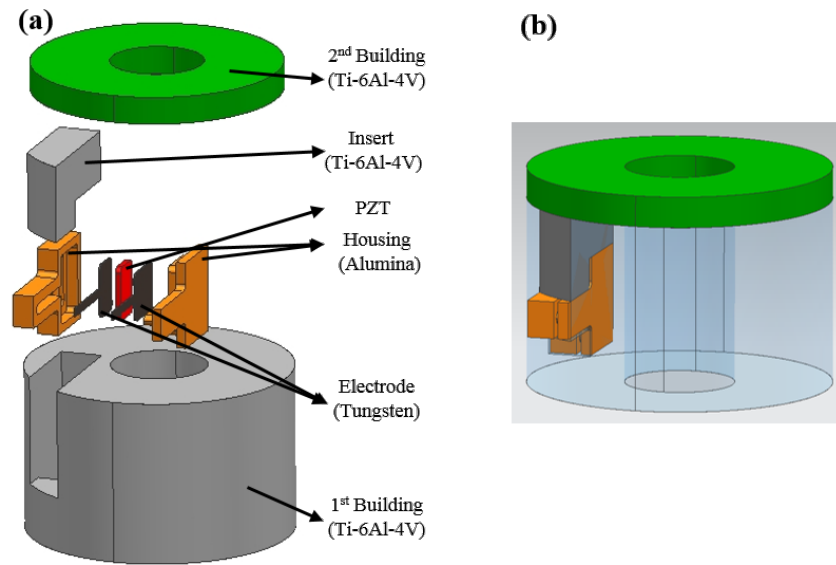 (a)
2nd Building
(Ti-6Al-4V)
Insert
(Ti-6Al-4V)
PZT
Housing
(Alumina)
Electrode
(Tungsten)
1st Building
(Ti-6Al-4V)
(b)